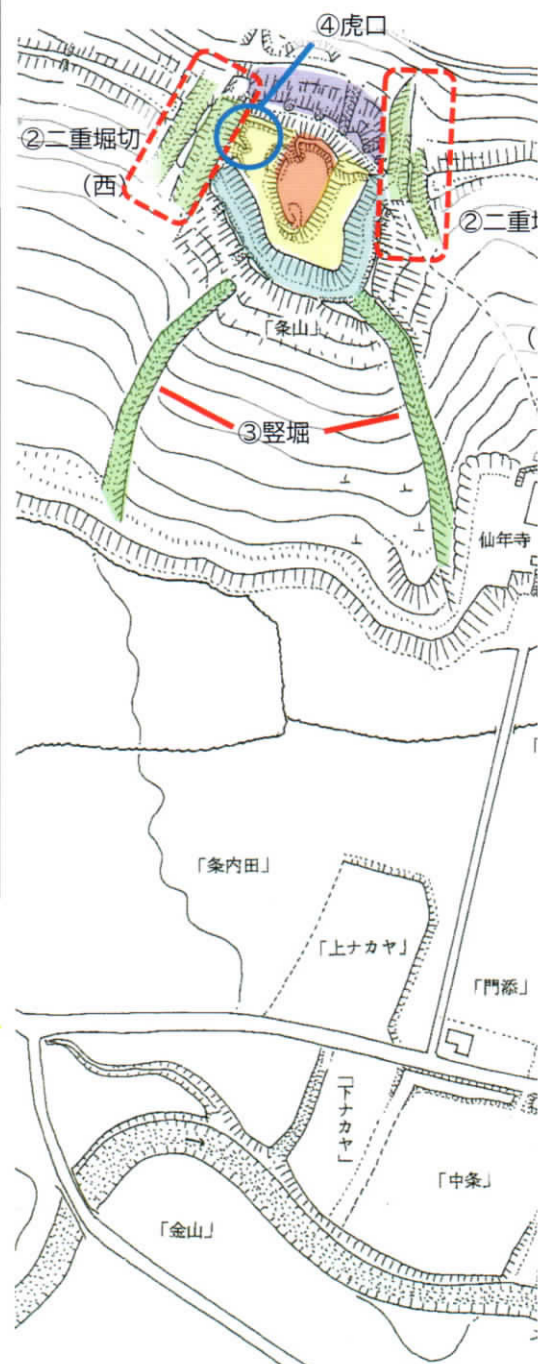 ④虎口
②二重堀切
(西)
②二重
「条山」
③竪堀
仙年寺
「条内田」
「上ナカヤ」
「門添」
「下ナカヤ」
「中条」
「金山」